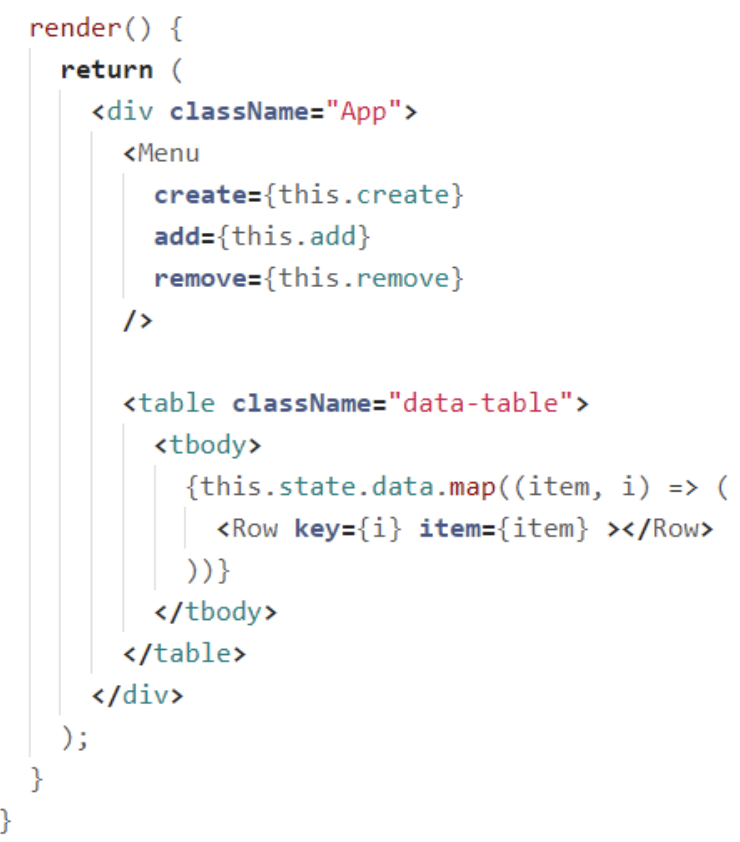 render() {
return (
<div className="App">
<Menu
create={this.create}
add={this.add}
remove={this.remove}
/>
<table className="data-table">
<tbody>
{this.state.data.map((item, i) => (
<Row key={i} item={item} ></Row>
))}
</tbody>
</table>
</div>
);
}
}